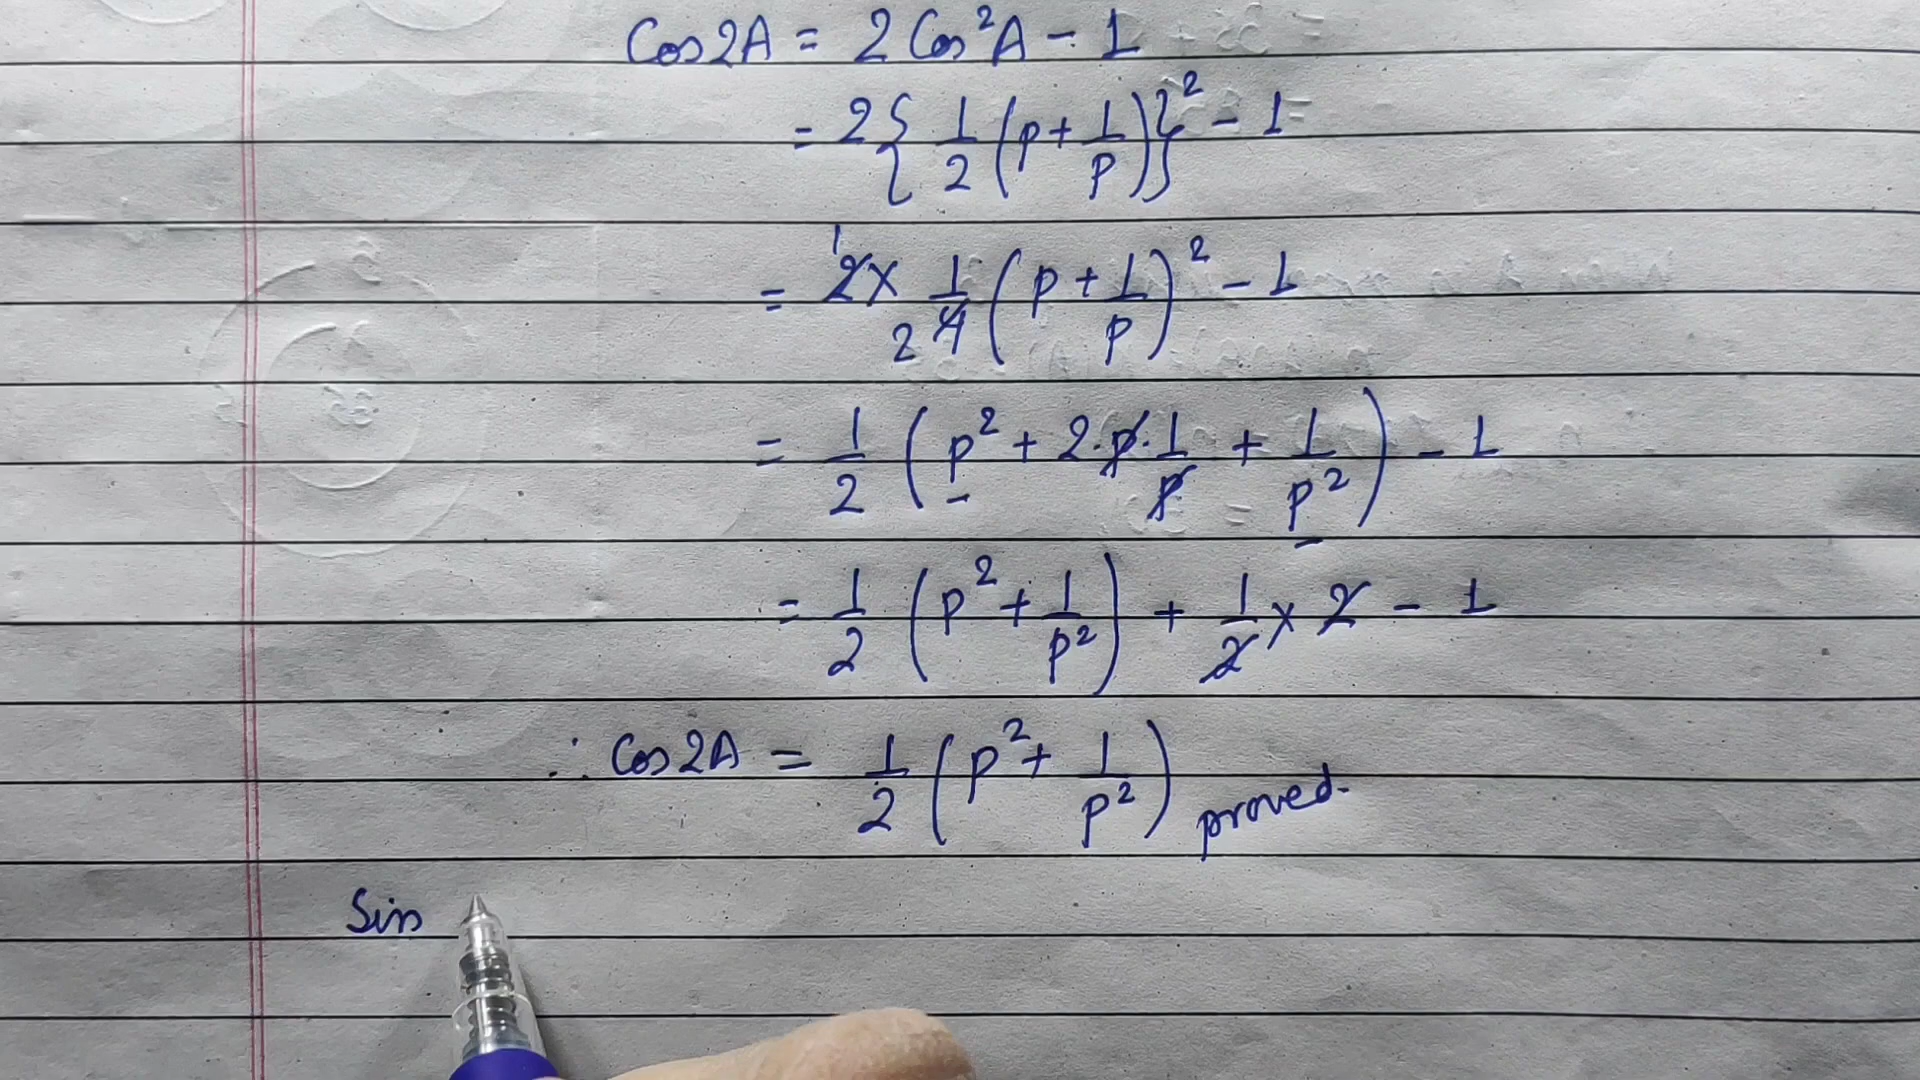 Cos2A = 2Cos²A - 1
= 2{ 1/2 (p + 1/p)}² - 1
= 2 1 × 1/4 2 (p + 1/p)² - 1
= 1/2 (p² + 2.p.1/p + 1/p²) - 1
= 1/2 (p² + 1/p²) + 1/2 × 2 - 1
∴ Cos2A = 1/2 (p² + 1/p²) proved.
Sin